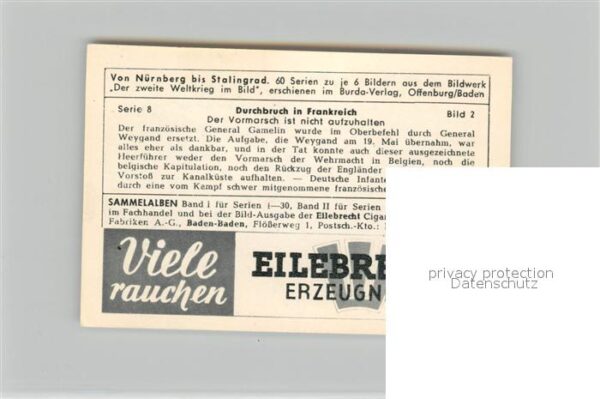 Von Nürnberg bis Stalingrad. 60 Serien zu je 6 Bildern aus dem Bildwerk
„Der zweite Weltkrieg im Bild", erschienen im Burda-Verlag, Offenburg/Baden
Serie 8 Durchbruch in Frankreich Bild 2
Der Vormarsch ist nicht aufzuhalten
Der französische General Gamelin wurde im Oberbefehl durch General
Weygand ersetzt. Die Aufgabe, die Weygand am 19. Mai übernahm, war
alles eher als dankbar, und in der Tat konnte auch dieser ausgezeichnete
Heerführer weder den Vormarsch der Wehrmacht in Belgien, noch die
belgische Kapitulation, noch den Rückzug der Engländer
Vorstoß zur Kanalküste aufhalten. — Deutsche
durch eine vom Kampf schwer mitgenommene
SAMMELALBEN Band I für Serien 1—30, Band II für Serien
im Fachhandel und bei der Bild-Ausgabe der Eilebrecht
Fabriken A.-G., Baden-Baden, Flößerweg 1, Postsch.-Kto.:
Viele
rauchen
EILEBRE
ERZEUGN
privacy protection
Datenschutz